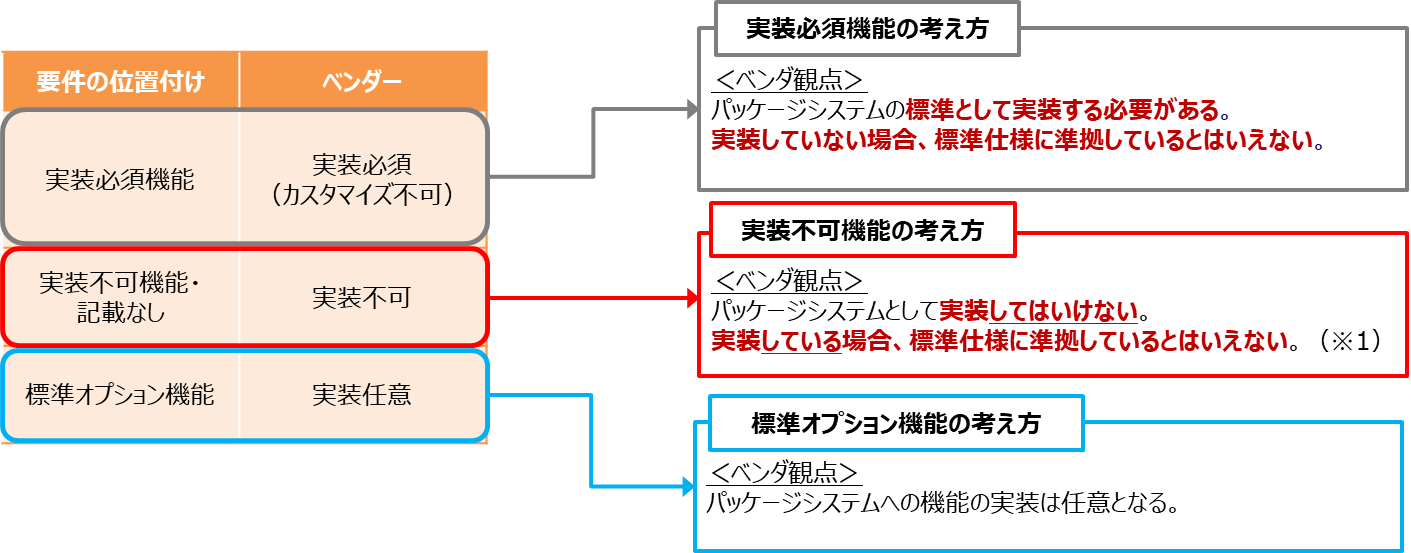 要件の位置付け
ベンダー
実装必須機能
実装必須
（カスタマイズ不可）
実装不可機能・
記載なし
実装不可
標準オプション機能
実装任意
実装必須機能の考え方
＜ベンダ観点＞
パッケージシステムの標準として実装する必要がある。
実装していない場合、標準仕様に準拠しているとはいえない。
実装不可機能の考え方
＜ベンダ観点＞
パッケージシステムとして実装してはいけない。
実装している場合、標準仕様に準拠しているとはいえない。（※1）
標準オプション機能の考え方
＜ベンダ観点＞
パッケージシステムへの機能の実装は任意となる。